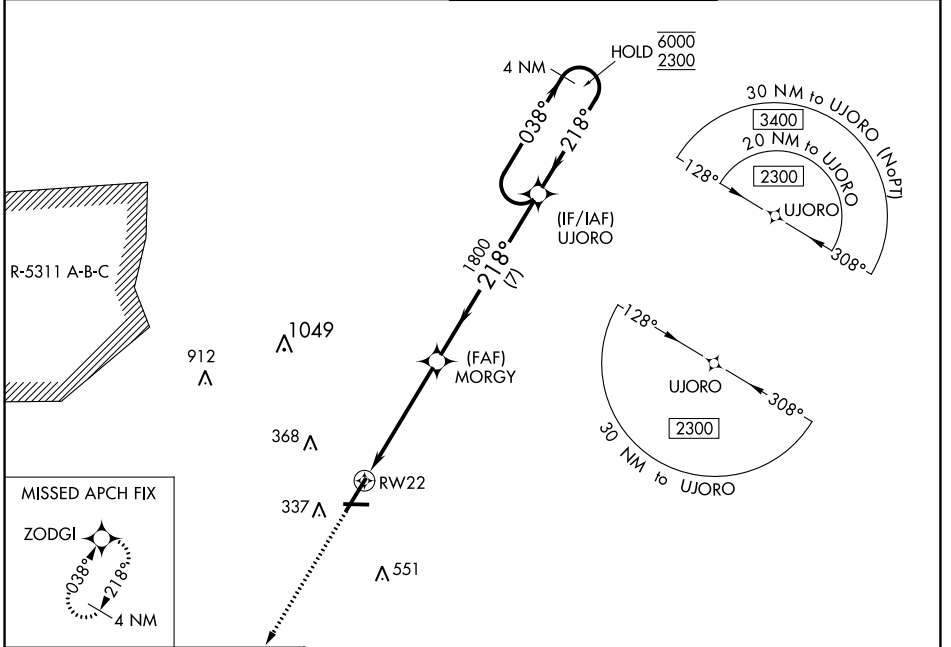 HOLD 6000
2300
4 NM
038°
218°
(IF/IAF)
UJORO
1800
218°
(7)
(FAF)
MORGY
RW22
R-5311 A-B-C
1049
912
368
337
551
30 NM to UJORO (NoPT)
3400
20 NM to UJORO
2300
128°
UJORO
308°
128°
UJORO
308°
2300
30 NM to UJORO
MISSED APCH FIX
ZODGI
038°
218°
4 NM